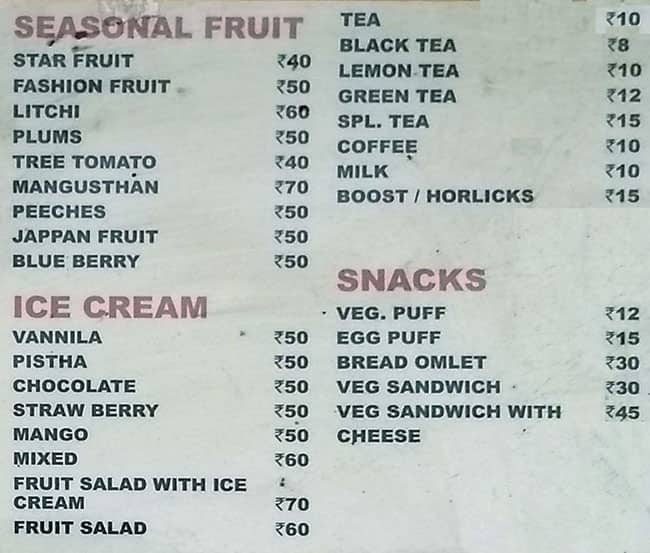 SEASONAL FRUIT
STAR FRUIT ₹40
FASHION FRUIT ₹50
LITCHI ₹60
PLUMS ₹50
TREE TOMATO ₹40
MANGUSTHAN ₹70
PEECHES ₹50
JAPPAN FRUIT ₹50
BLUE BERRY ₹50
ICE CREAM
VANNILA ₹50
PISTHA ₹50
CHOCOLATE ₹50
STRAW BERRY ₹50
MANGO ₹50
MIXED ₹60
FRUIT SALAD WITH ICE
CREAM ₹70
FRUIT SALAD ₹60
TEA ₹10
BLACK TEA ₹8
LEMON TEA ₹10
GREEN TEA ₹12
SPL. TEA ₹15
COFFEE ₹10
MILK ₹10
BOOST / HORLICKS ₹15
SNACKS
VEG. PUFF ₹12
EGG PUFF ₹15
BREAD OMLET ₹30
VEG SANDWICH ₹30
VEG SANDWICH WITH ₹45
CHEESE